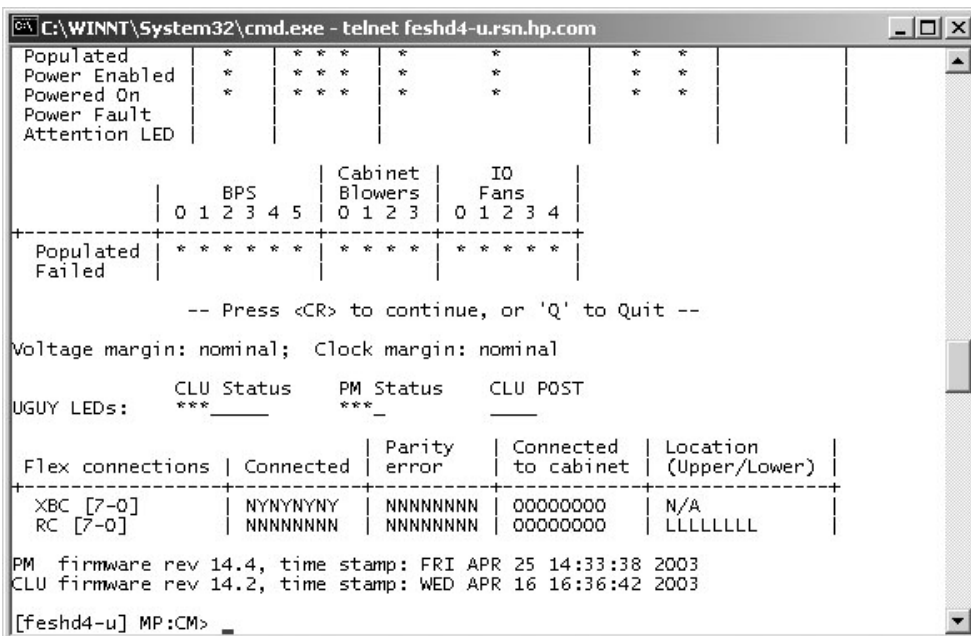 C:\WINNT\System32\cmd.exe - telnet feshd4-u.rsn.hp.com
Populated | * | * * * | * * | * * | |
Power Enabled | * | * * * | * * | * * | |
Powered On | * | * * * | * * | * * | |
Power Fault | | | | | |
Attention LED | | | | | |
| Cabinet | IO |
| BPS | Blowers | Fans |
| 0 1 2 3 4 5 | 0 1 2 3 | 0 1 2 3 4 |
+-----------+-------------+---------+-----------+
Populated | * * * * * * | * * * * | * * * * * |
Failed | | | |
-- Press <CR> to continue, or 'Q' to Quit --
Voltage margin: nominal; Clock margin: nominal
CLU Status PM Status CLU POST
UGUY LEDs: ***_____ ***_ ____
| Parity | Connected | Location |
Flex connections | Connected | error | to cabinet | (Upper/Lower) |
+-----------------+-----------+----------+------------+---------------+
XBC [7-0] | NYNYNYNY | NNNNNNNN | 00000000 | N/A |
RC [7-0] | NNNNNNNN | NNNNNNNN | 00000000 | LLLLLLLL |
PM firmware rev 14.4, time stamp: FRI APR 25 14:33:38 2003
CLU firmware rev 14.2, time stamp: WED APR 16 16:36:42 2003
[feshd4-u] MP:CM> _